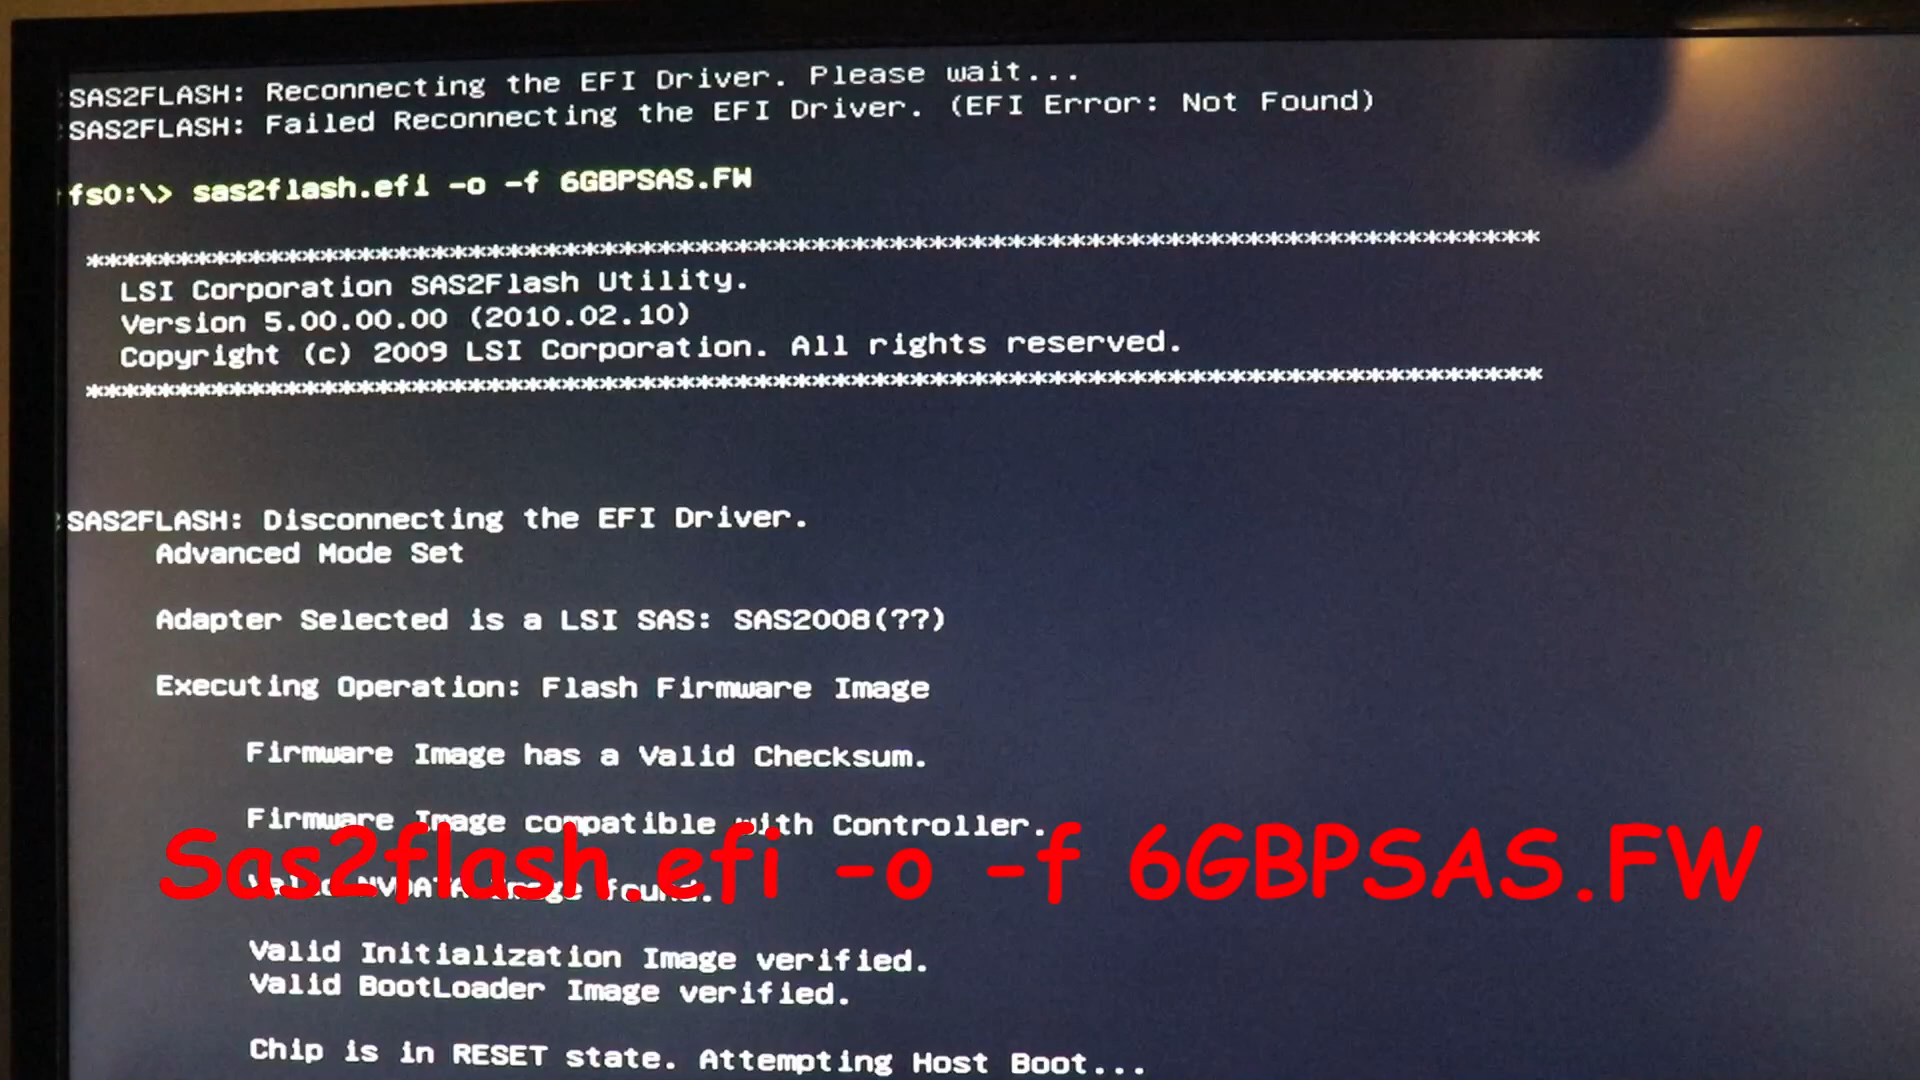 SAS2FLASH: Reconnecting the EFI Driver. Please wait...
SAS2FLASH: Failed Reconnecting the EFI Driver. (EFI Error: Not Found)
fs0:\> sas2flash.efi -o -f 6GBPSAS.FW
*********************************************************************************
LSI Corporation SAS2Flash Utility.
Version 5.00.00.00 (2010.02.10)
Copyright (c) 2009 LSI Corporation. All rights reserved.
*********************************************************************************
SAS2FLASH: Disconnecting the EFI Driver.
Advanced Mode Set
Adapter Selected is a LSI SAS: SAS2008(??)
Executing Operation: Flash Firmware Image
Firmware Image has a Valid Checksum.
Firmware Image compatible with Controller.
Sas2flash.efi -o -f 6GBPSAS.FW
Valid NVDATA Image found.
Valid Initialization Image verified.
Valid BootLoader Image verified.
Chip is in RESET state. Attempting Host Boot...